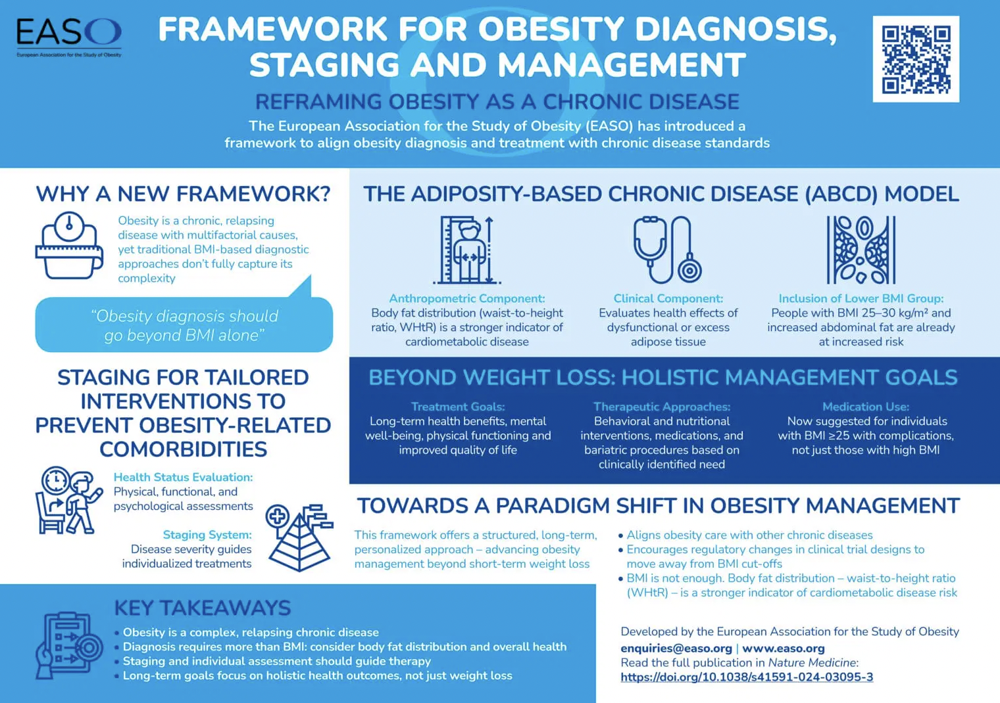 EASO
European Association for the Study of Obesity
FRAMEWORK FOR OBESITY DIAGNOSIS,
STAGING AND MANAGEMENT
REFRAMING OBESITY AS A CHRONIC DISEASE
The European Association for the Study of Obesity (EASO) has introduced a
framework to align obesity diagnosis and treatment with chronic disease standards
WHY A NEW FRAMEWORK?
Obesity is a chronic, relapsing
disease with multifactorial causes,
yet traditional BMI-based diagnostic
approaches don't fully capture its
complexity
“Obesity diagnosis should
go beyond BMI alone”
THE ADIPOSITY-BASED CHRONIC DISEASE (ABCD) MODEL
Anthropometric Component:
Body fat distribution (waist-to-height
ratio, WHtR) is a stronger indicator of
cardiometabolic disease
Clinical Component:
Evaluates health effects of
dysfunctional or excess
adipose tissue
Inclusion of Lower BMI Group:
People with BMI 25–30 kg/m² and
increased abdominal fat are already
at increased risk
STAGING FOR TAILORED
INTERVENTIONS TO
PREVENT OBESITY-RELATED
COMORBIDITIES
Health Status Evaluation:
Physical, functional, and
psychological assessments
Staging System:
Disease severity guides
individualized treatments
BEYOND WEIGHT LOSS: HOLISTIC MANAGEMENT GOALS
Treatment Goals:
Long-term health benefits, mental
well-being, physical functioning and
improved quality of life
Therapeutic Approaches:
Behavioral and nutritional
interventions, medications, and
bariatric procedures based on
clinically identified need
Medication Use:
Now suggested for individuals
with BMI ≥25 with complications,
not just those with high BMI
TOWARDS A PARADIGM SHIFT IN OBESITY MANAGEMENT
This framework offers a structured, long-term,
personalized approach – advancing obesity
management beyond short-term weight loss
• Aligns obesity care with other chronic diseases
• Encourages regulatory changes in clinical trial designs to
move away from BMI cut-offs
• BMI is not enough. Body fat distribution – waist-to-height ratio
(WHtR) – is a stronger indicator of cardiometabolic disease risk
KEY TAKEAWAYS
• Obesity is a complex, relapsing chronic disease
• Diagnosis requires more than BMI: consider body fat distribution and overall health
• Staging and individual assessment should guide therapy
• Long-term goals focus on holistic health outcomes, not just weight loss
Developed by the European Association for the Study of Obesity
enquiries@easo.org | www.easo.org
Read the full publication in Nature Medicine:
https://doi.org/10.1038/s41591-024-03095-3